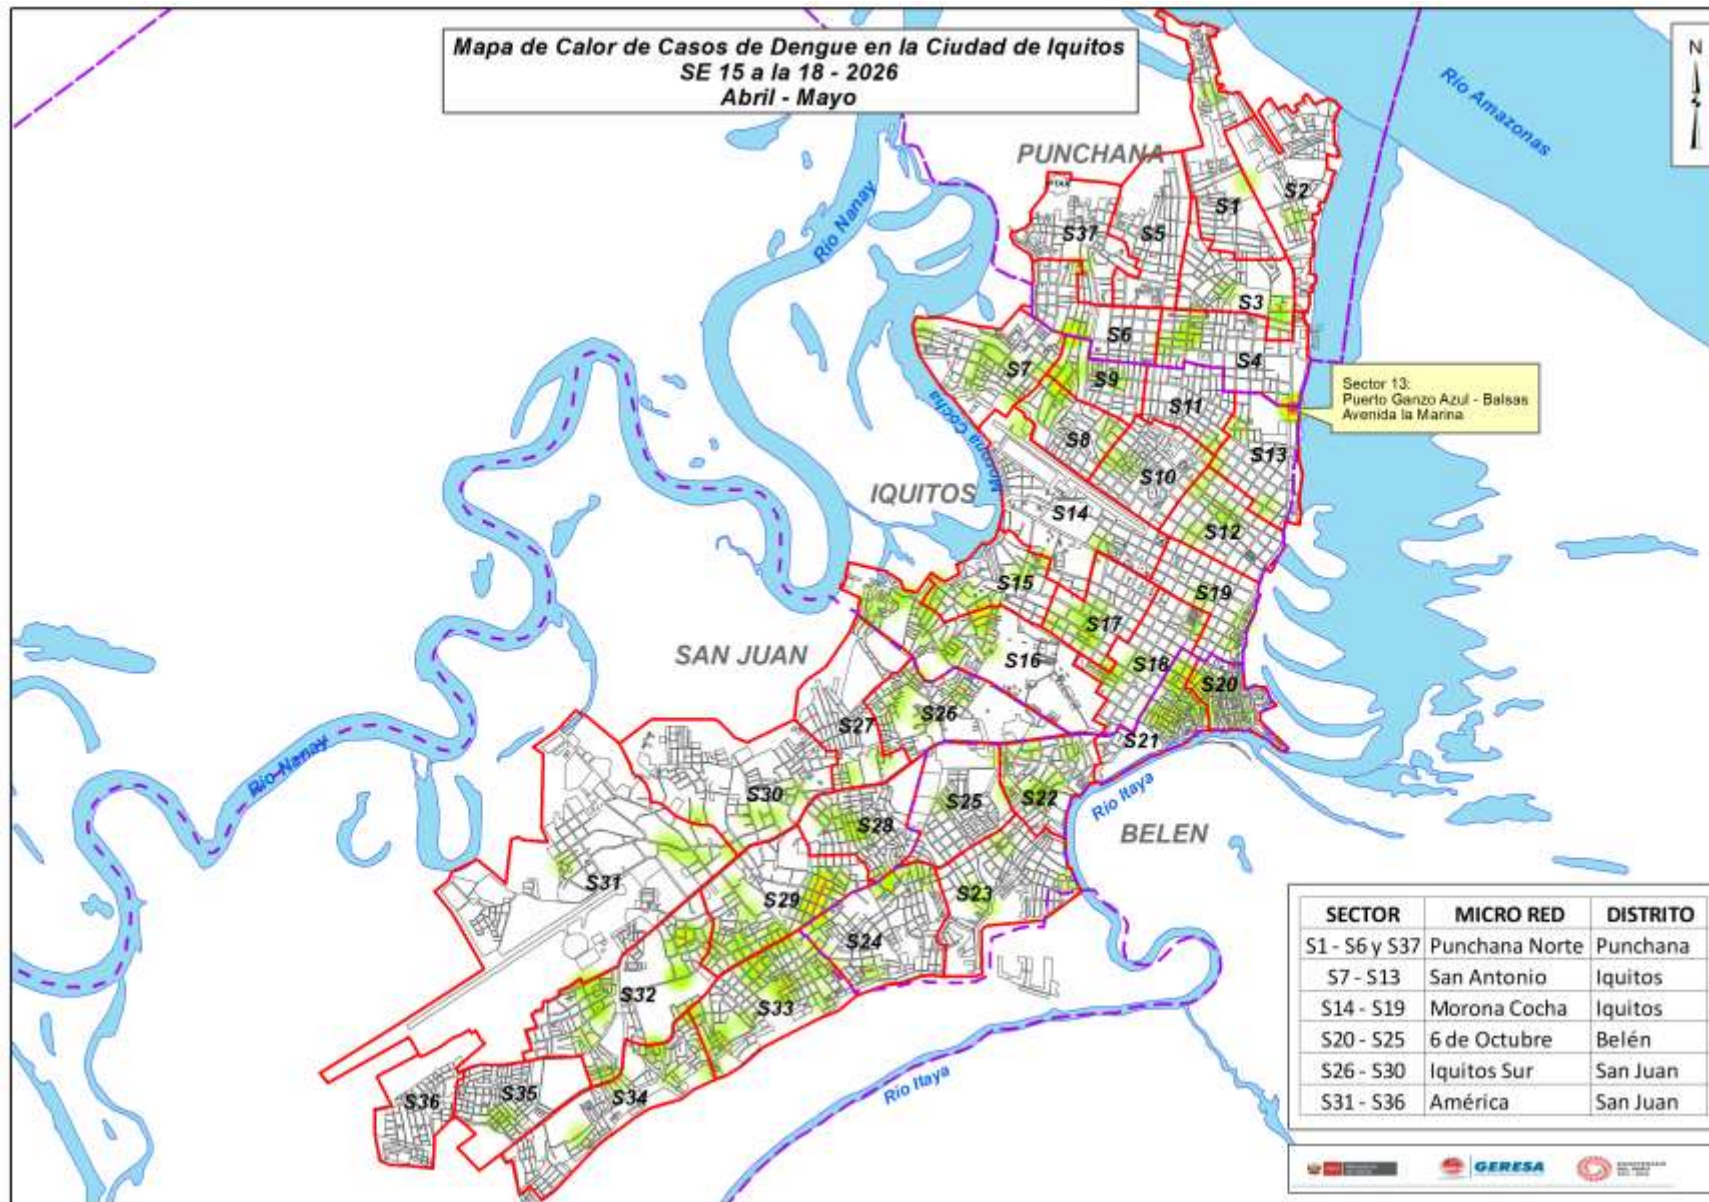 Mapa de Calor de Casos de Dengue en la Ciudad de Iquitos
SE 15 a la 18 - 2026
Abril - Mayo
N
Río Amazonas
PUNCHANA
Río Nanay
S1
S2
S37
S5
S3
S6
S4
S7
S9
S11
Sector 13:
Puerto Ganzo Azul - Balsas
Avenida la Marina
Morona Cocha
S8
S13
S10
IQUITOS
S14
S12
S15
S19
S17
SAN JUAN
S16
S18
S20
S26
S27
S21
Río Nanay
S30
S25
S22
Río Itaya
S28
BELEN
S31
S29
S23
S24
S32
S33
S35
S36
S34
Río Itaya
SECTOR MICRO RED DISTRITO
S1 - S6 y S37 Punchana Norte Punchana
S7 - S13 San Antonio Iquitos
S14 - S19 Morona Cocha Iquitos
S20 - S25 6 de Octubre Belén
S26 - S30 Iquitos Sur San Juan
S31 - S36 América San Juan
GERESA